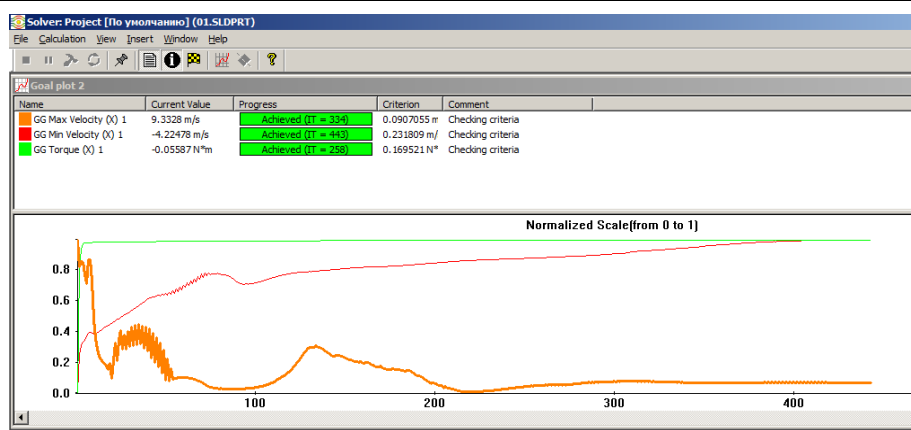 Solver: Project [По умолчанию] (01.SLDPRT)
File Calculation View Insert Window Help
Goal plot 2
Name Current Value Progress Criterion Comment
GG Max Velocity (X) 1 9.3328 m/s Achieved (IT = 334) 0.0907055 m Checking criteria
GG Min Velocity (X) 1 -4.22478 m/s Achieved (IT = 443) 0.231809 m/ Checking criteria
GG Torque (X) 1 -0.05587 N*m Achieved (IT = 258) 0.169521 N* Checking criteria
Normalized Scale(from 0 to 1)
0.8
0.6
0.4
0.2
0.0
100 200 300 400